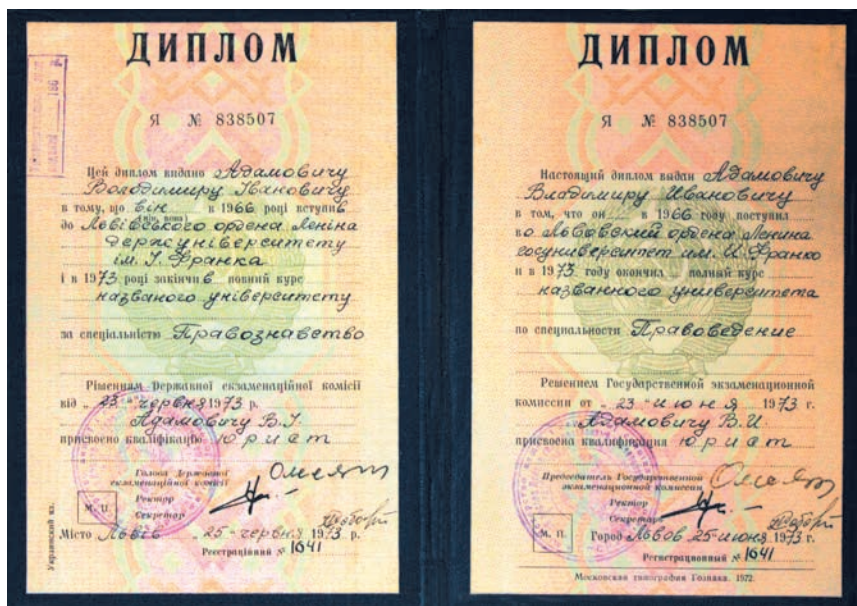 ДИПЛОМ
Я № 838507
Цей диплом видано Адамовичу
Володимиру Івановичу
в тому, що він в 1966 році вступив
(він, вона)
до Львівського ордена Леніна
держуніверситету
ім. І. Франка
і в 1973 році закінчив повний курс
названого університету
за спеціальністю Правознавство
Рішенням Державної екзаменаційної комісії
від „ 23 " червня 1973 р.
Адамовичу В.І.
присвоєно кваліфікацію юрист
Голова Державної
екзаменаційної комісії
Ректор
Секретар
М. П.
Місто Львів „ 25 " червня 1973 р.
Реєстраційний № 1641
Украинский яз.
ДИПЛОМ
Я № 838507
Настоящий диплом выдан Адамовичу
Владимиру Ивановичу
в том, что он в 1966 году поступил
во Львовский ордена Ленина
госуниверситет им. И. Франко
и в 1973 году окончил полный курс
названного университета
по специальности Правоведение
Решением Государственной экзаменационной
комиссии от „ 23 " июня 1973 г.
Адамовичу В.И.
присвоена квалификация юрист
Председатель Государственной
экзаменационной комиссии
Ректор
Секретарь
М. П.
Город Львов, 25 июня 1973 г.
Регистрационный № 1641
Московская типография Гознака. 1972.